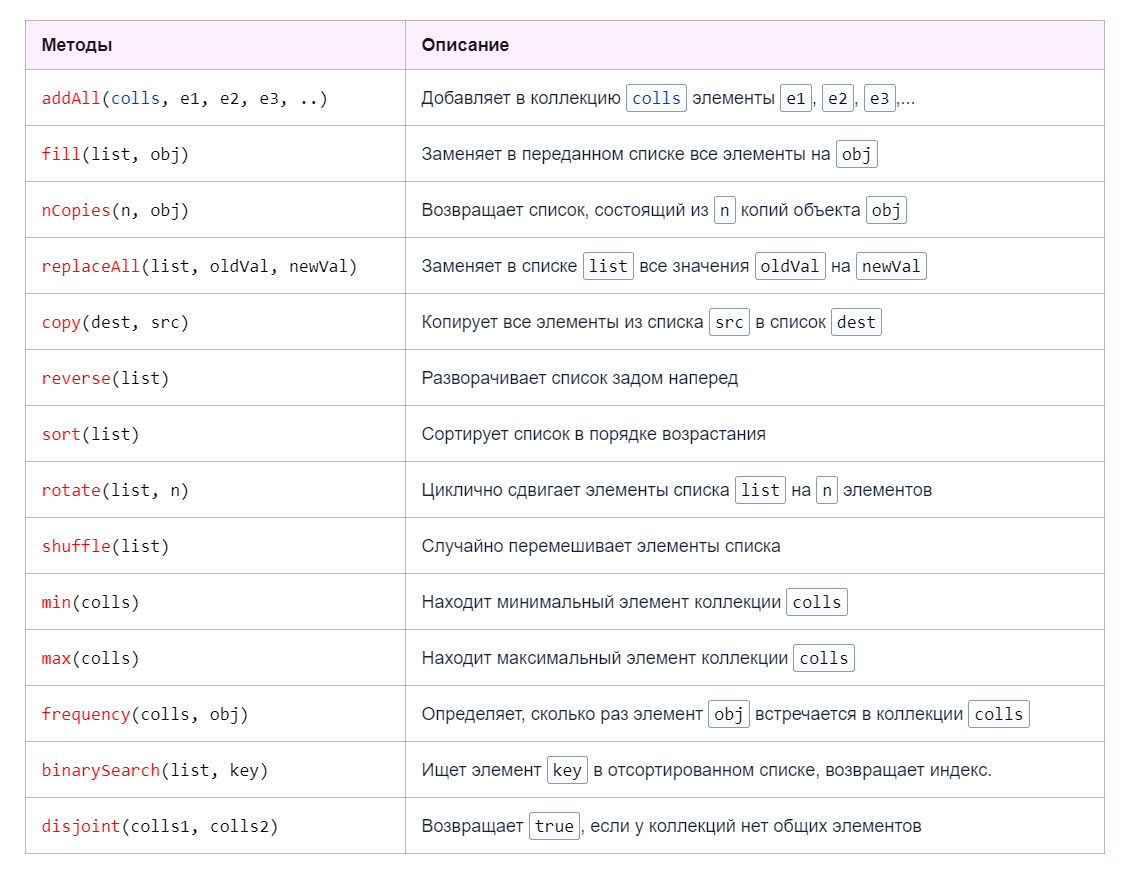 Методы Описание
addAll(colls, e1, e2, e3, ..) Добавляет в коллекцию colls элементы e1, e2, e3,...
fill(list, obj) Заменяет в переданном списке все элементы на obj
nCopies(n, obj) Возвращает список, состоящий из n копий объекта obj
replaceAll(list, oldVal, newVal) Заменяет в списке list все значения oldVal на newVal
copy(dest, src) Копирует все элементы из списка src в список dest
reverse(list) Разворачивает список задом наперед
sort(list) Сортирует список в порядке возрастания
rotate(list, n) Циклично сдвигает элементы списка list на n элементов
shuffle(list) Случайно перемешивает элементы списка
min(colls) Находит минимальный элемент коллекции colls
max(colls) Находит максимальный элемент коллекции colls
frequency(colls, obj) Определяет, сколько раз элемент obj встречается в коллекции colls
binarySearch(list, key) Ищет элемент key в отсортированном списке, возвращает индекс.
disjoint(colls1, colls2) Возвращает true, если у коллекций нет общих элементов